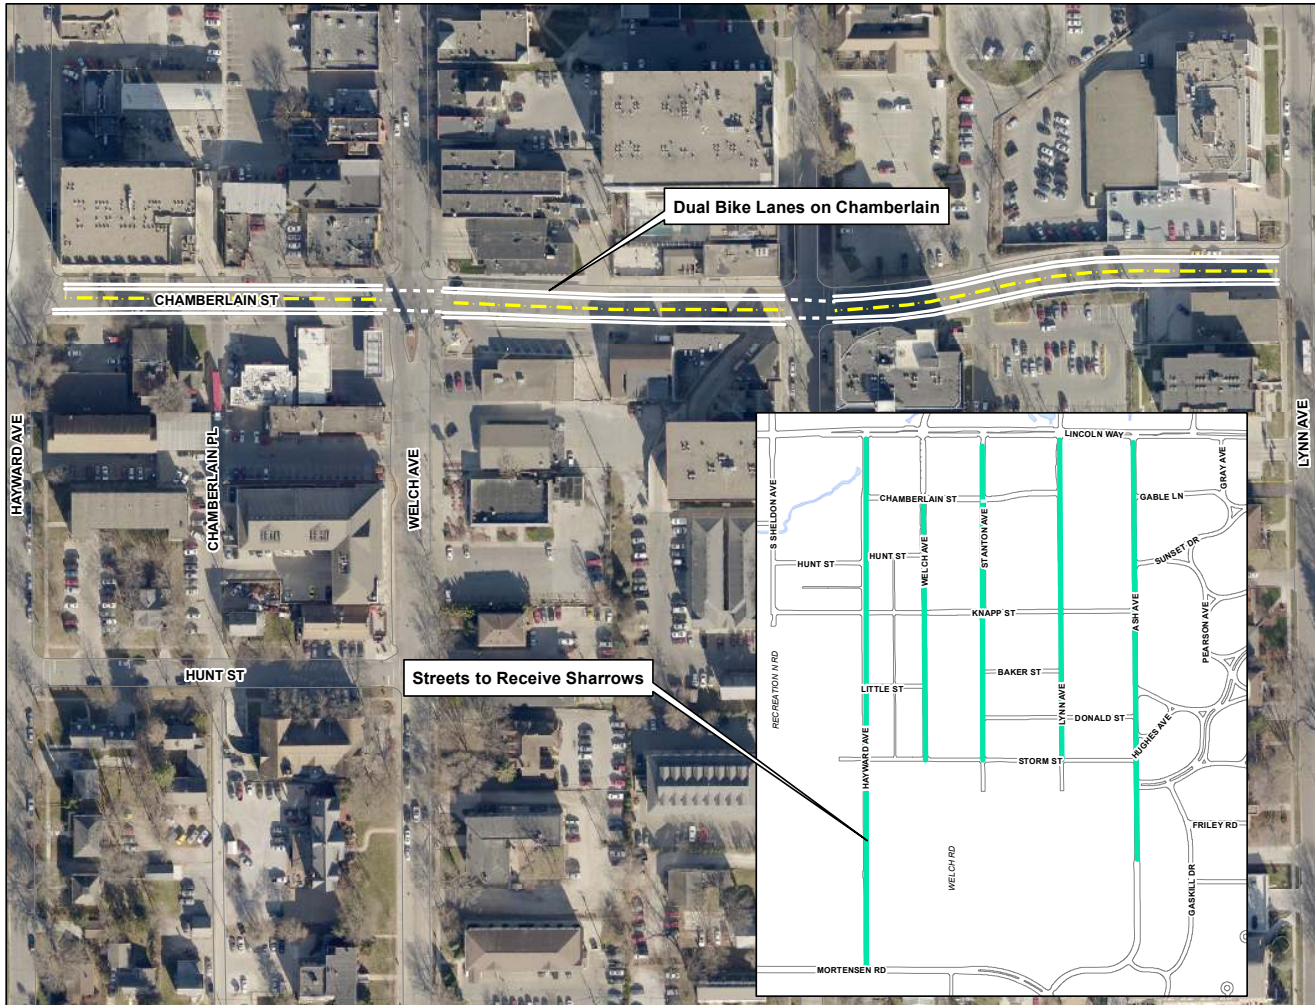 Dual Bike Lanes on Chamberlain
CHAMBERLAIN ST
HAYWARD AVE
CHAMBERLAIN PL
WELCH AVE
LYNN AVE
HUNT ST
Streets to Receive Sharrows
LINCOLN WAY
S SHELDON AVE
GRAY AVE
CHAMBERLAIN ST
GABLE LN
STANTON AVE
WELCH AVE
SUNSET DR
HUNT ST
HUNT ST
KNAPP ST
ASH AVE
PEARSON AVE
BAKER ST
RECREATION N RD
LITTLE ST
LYNN AVE
DONALD ST
HUGHES AVE
HAYWARD AVE
STORM ST
FRILEY RD
WELCH RD
GASKILL DR
MORTENSEN RD